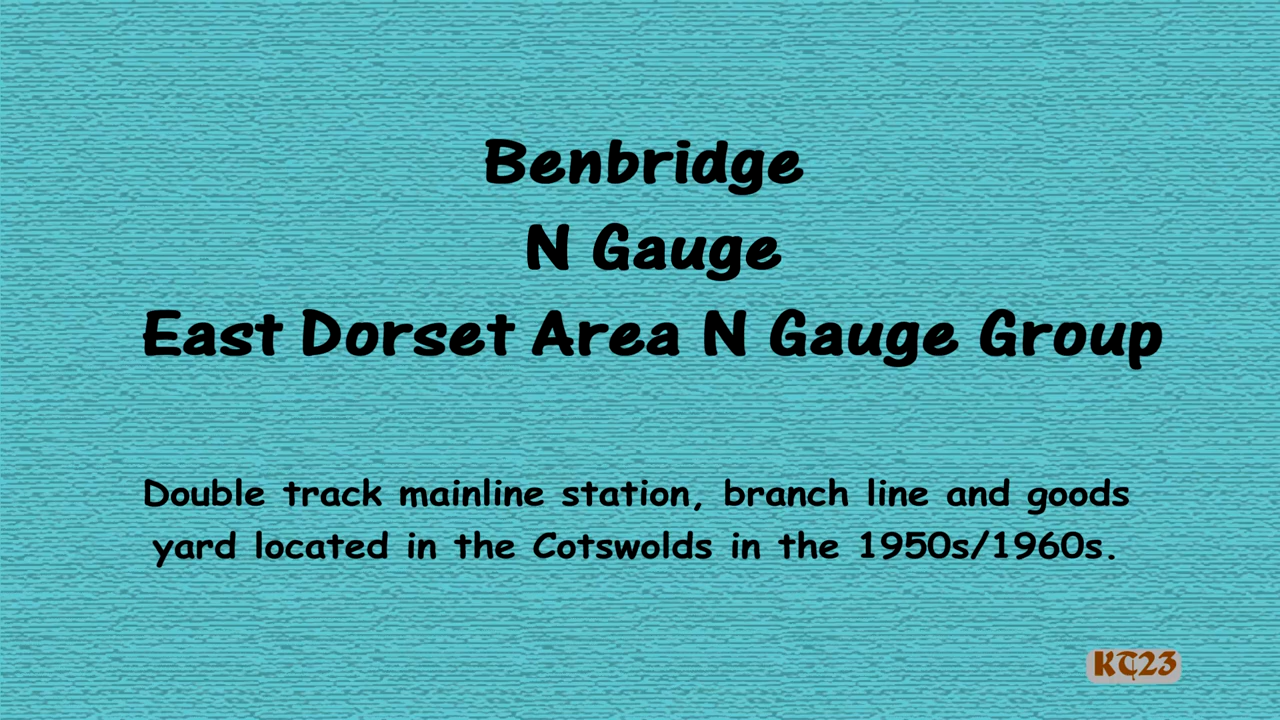 Benbridge
N Gauge
East Dorset Area N Gauge Group
Double track mainline station, branch line and goods
yard located in the Cotswolds in the 1950s/1960s.
KT23